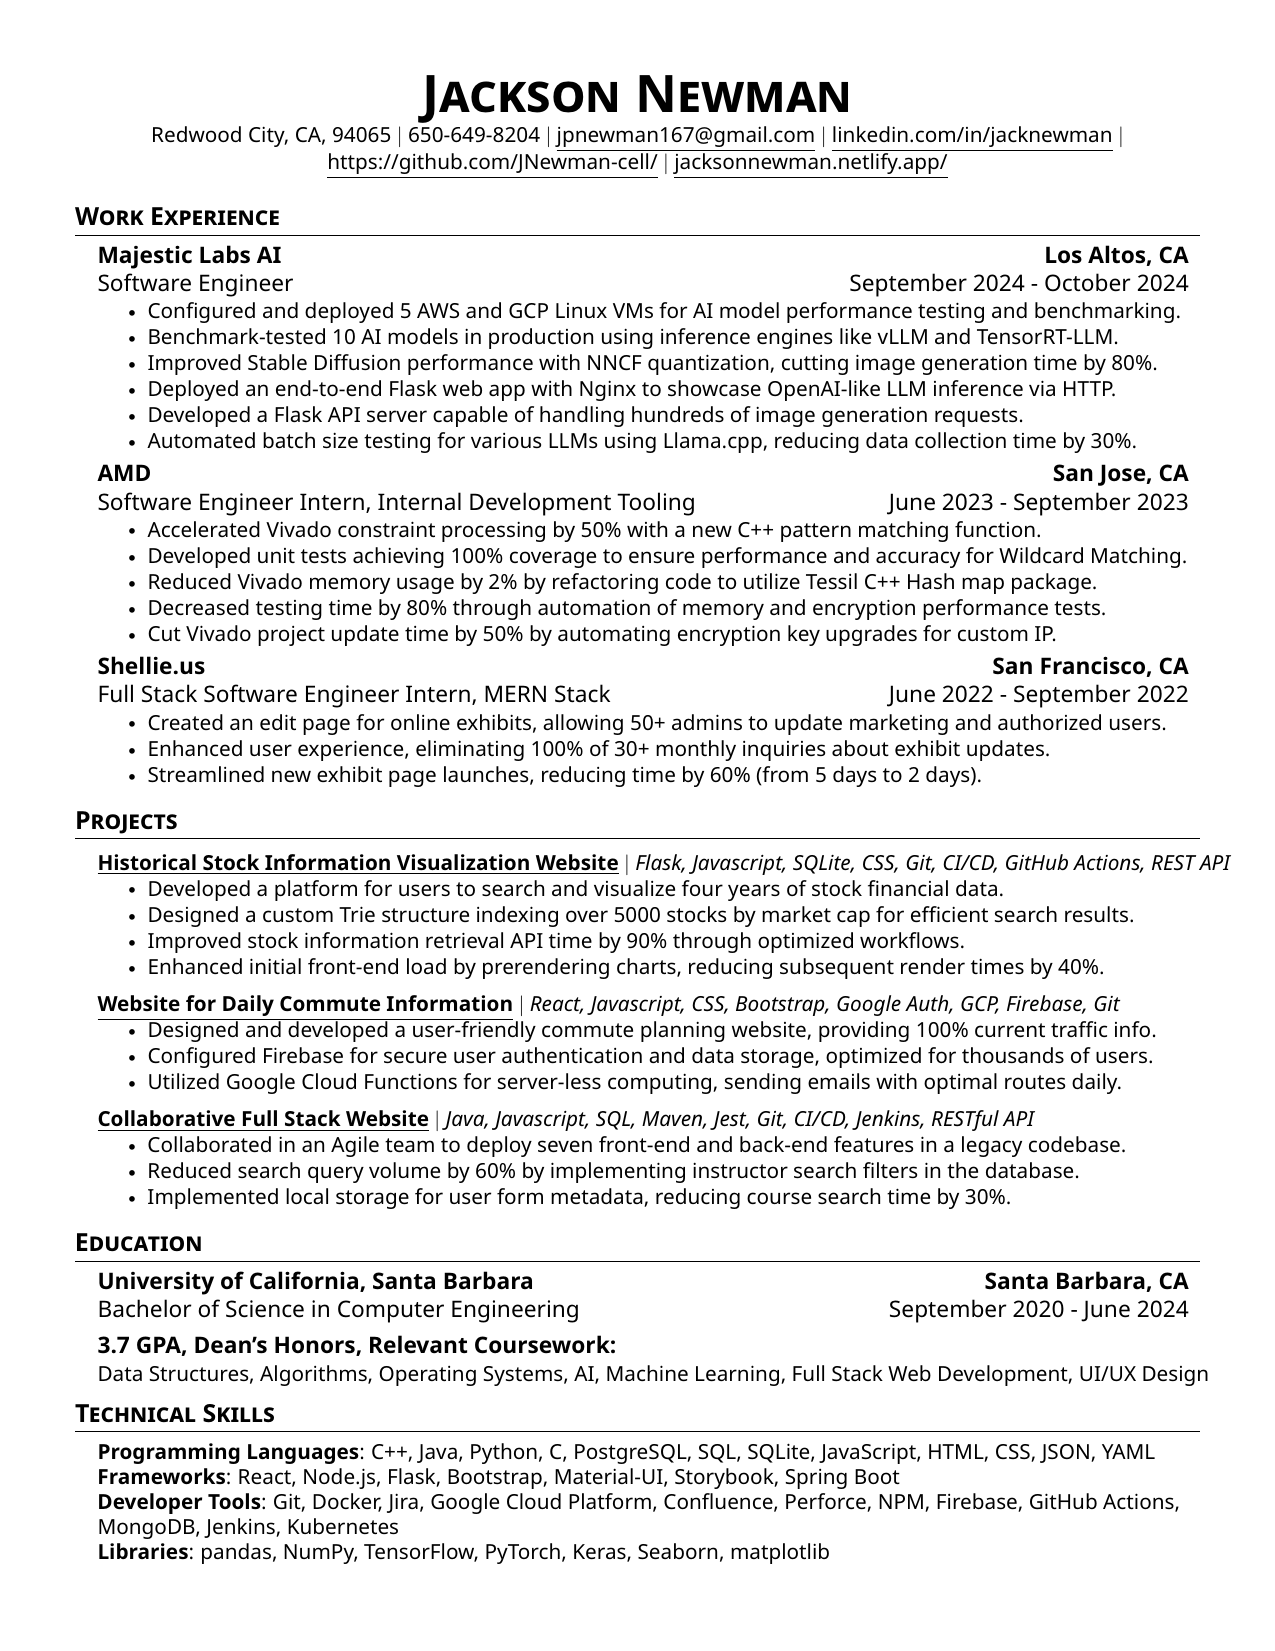 Jackson Newman
Redwood City, CA, 94065 | 650-649-8204 | jpnewman167@gmail.com | linkedin.com/in/jacknewman |
https://github.com/JNewman-cell/ | jacksonnewman.netlify.app/
Work Experience
Majestic Labs AI Los Altos, CA
Software Engineer September 2024 - October 2024
• Configured and deployed 5 AWS and GCP Linux VMs for AI model performance testing and benchmarking.
• Benchmark-tested 10 AI models in production using inference engines like vLLM and TensorRT-LLM.
• Improved Stable Diffusion performance with NNCF quantization, cutting image generation time by 80%.
• Deployed an end-to-end Flask web app with Nginx to showcase OpenAI-like LLM inference via HTTP.
• Developed a Flask API server capable of handling hundreds of image generation requests.
• Automated batch size testing for various LLMs using Llama.cpp, reducing data collection time by 30%.
AMD San Jose, CA
Software Engineer Intern, Internal Development Tooling June 2023 - September 2023
• Accelerated Vivado constraint processing by 50% with a new C++ pattern matching function.
• Developed unit tests achieving 100% coverage to ensure performance and accuracy for Wildcard Matching.
• Reduced Vivado memory usage by 2% by refactoring code to utilize Tessil C++ Hash map package.
• Decreased testing time by 80% through automation of memory and encryption performance tests.
• Cut Vivado project update time by 50% by automating encryption key upgrades for custom IP.
Shellie.us San Francisco, CA
Full Stack Software Engineer Intern, MERN Stack June 2022 - September 2022
• Created an edit page for online exhibits, allowing 50+ admins to update marketing and authorized users.
• Enhanced user experience, eliminating 100% of 30+ monthly inquiries about exhibit updates.
• Streamlined new exhibit page launches, reducing time by 60% (from 5 days to 2 days).
Projects
Historical Stock Information Visualization Website | Flask, Javascript, SQLite, CSS, Git, CI/CD, GitHub Actions, REST API
• Developed a platform for users to search and visualize four years of stock financial data.
• Designed a custom Trie structure indexing over 5000 stocks by market cap for efficient search results.
• Improved stock information retrieval API time by 90% through optimized workflows.
• Enhanced initial front-end load by prerendering charts, reducing subsequent render times by 40%.
Website for Daily Commute Information | React, Javascript, CSS, Bootstrap, Google Auth, GCP, Firebase, Git
• Designed and developed a user-friendly commute planning website, providing 100% current traffic info.
• Configured Firebase for secure user authentication and data storage, optimized for thousands of users.
• Utilized Google Cloud Functions for server-less computing, sending emails with optimal routes daily.
Collaborative Full Stack Website | Java, Javascript, SQL, Maven, Jest, Git, CI/CD, Jenkins, RESTful API
• Collaborated in an Agile team to deploy seven front-end and back-end features in a legacy codebase.
• Reduced search query volume by 60% by implementing instructor search filters in the database.
• Implemented local storage for user form metadata, reducing course search time by 30%.
Education
University of California, Santa Barbara Santa Barbara, CA
Bachelor of Science in Computer Engineering September 2020 - June 2024
3.7 GPA, Dean’s Honors, Relevant Coursework:
Data Structures, Algorithms, Operating Systems, AI, Machine Learning, Full Stack Web Development, UI/UX Design
Technical Skills
Programming Languages: C++, Java, Python, C, PostgreSQL, SQL, SQLite, JavaScript, HTML, CSS, JSON, YAML
Frameworks: React, Node.js, Flask, Bootstrap, Material-UI, Storybook, Spring Boot
Developer Tools: Git, Docker, Jira, Google Cloud Platform, Confluence, Perforce, NPM, Firebase, GitHub Actions,
MongoDB, Jenkins, Kubernetes
Libraries: pandas, NumPy, TensorFlow, PyTorch, Keras, Seaborn, matplotlib